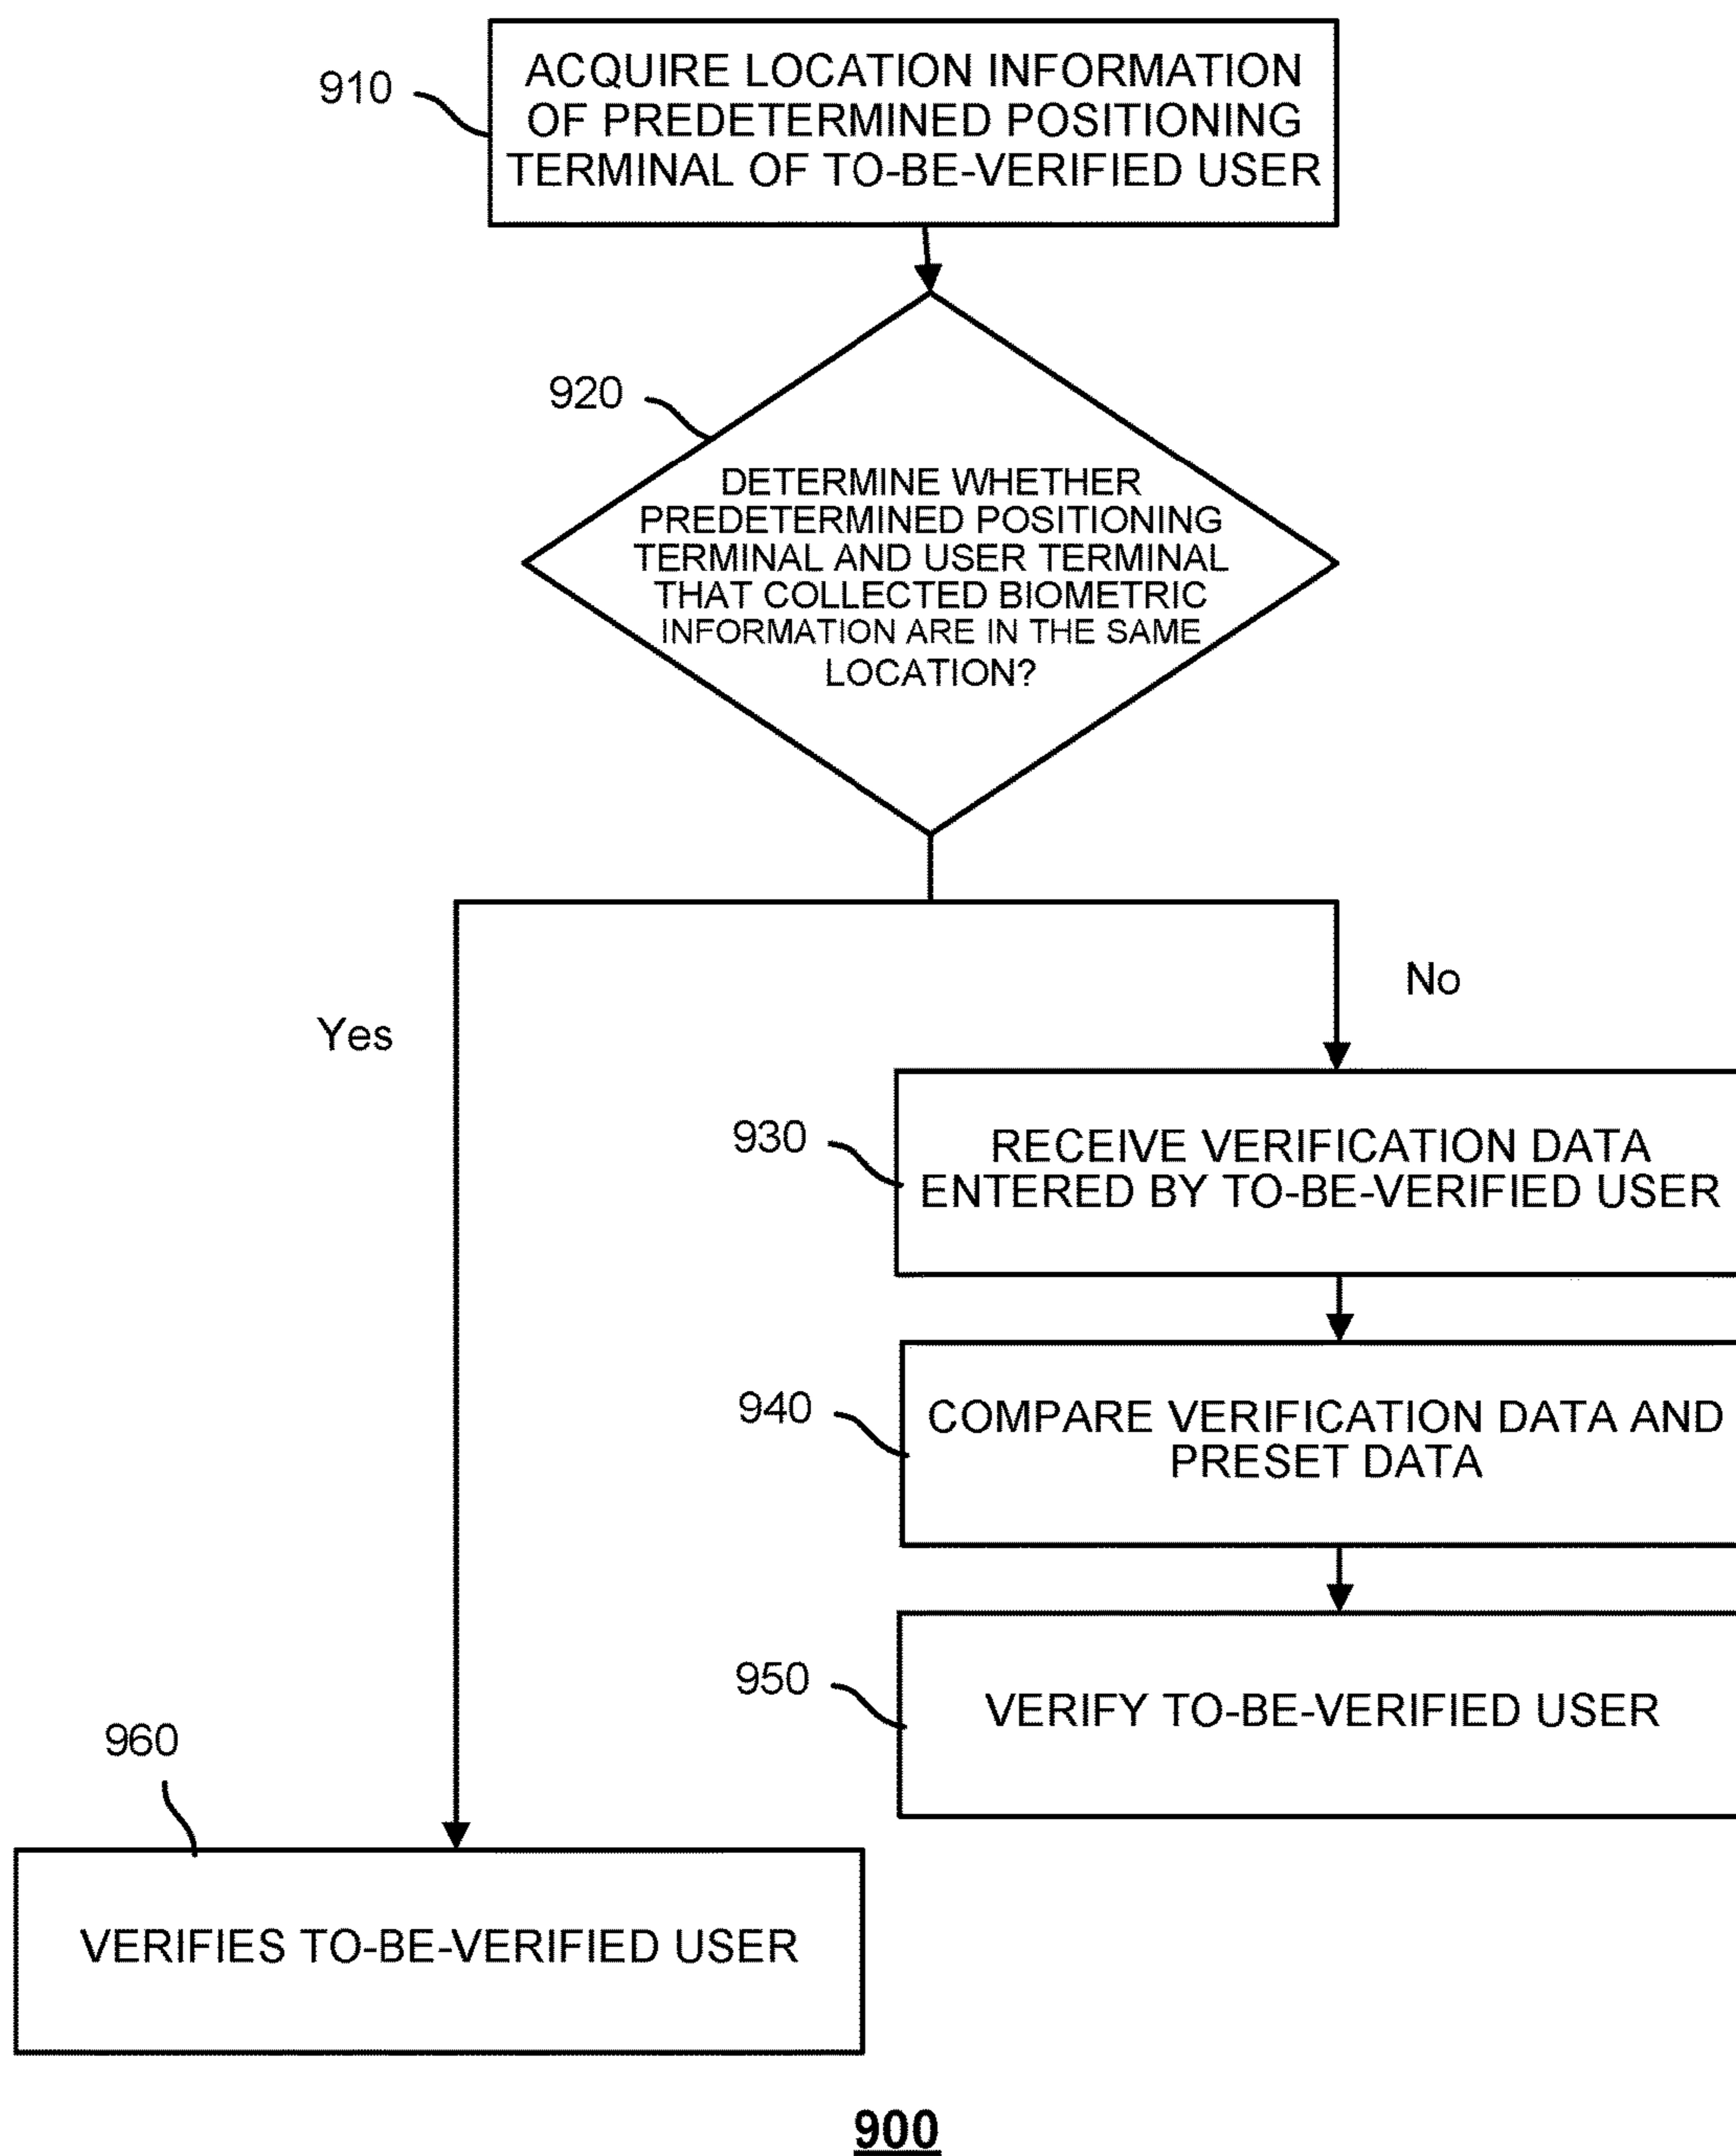 910
ACQUIRE LOCATION INFORMATION
OF PREDETERMINED POSITIONING
TERMINAL OF TO-BE-VERIFIED USER
920
DETERMINE WHETHER
PREDETERMINED POSITIONING
TERMINAL AND USER TERMINAL
THAT COLLECTED BIOMETRIC
INFORMATION ARE IN THE SAME
LOCATION?
Yes
No
930
RECEIVE VERIFICATION DATA
ENTERED BY TO-BE-VERIFIED USER
940
COMPARE VERIFICATION DATA AND
PRESET DATA
950
VERIFY TO-BE-VERIFIED USER
960
VERIFIES TO-BE-VERIFIED USER
900